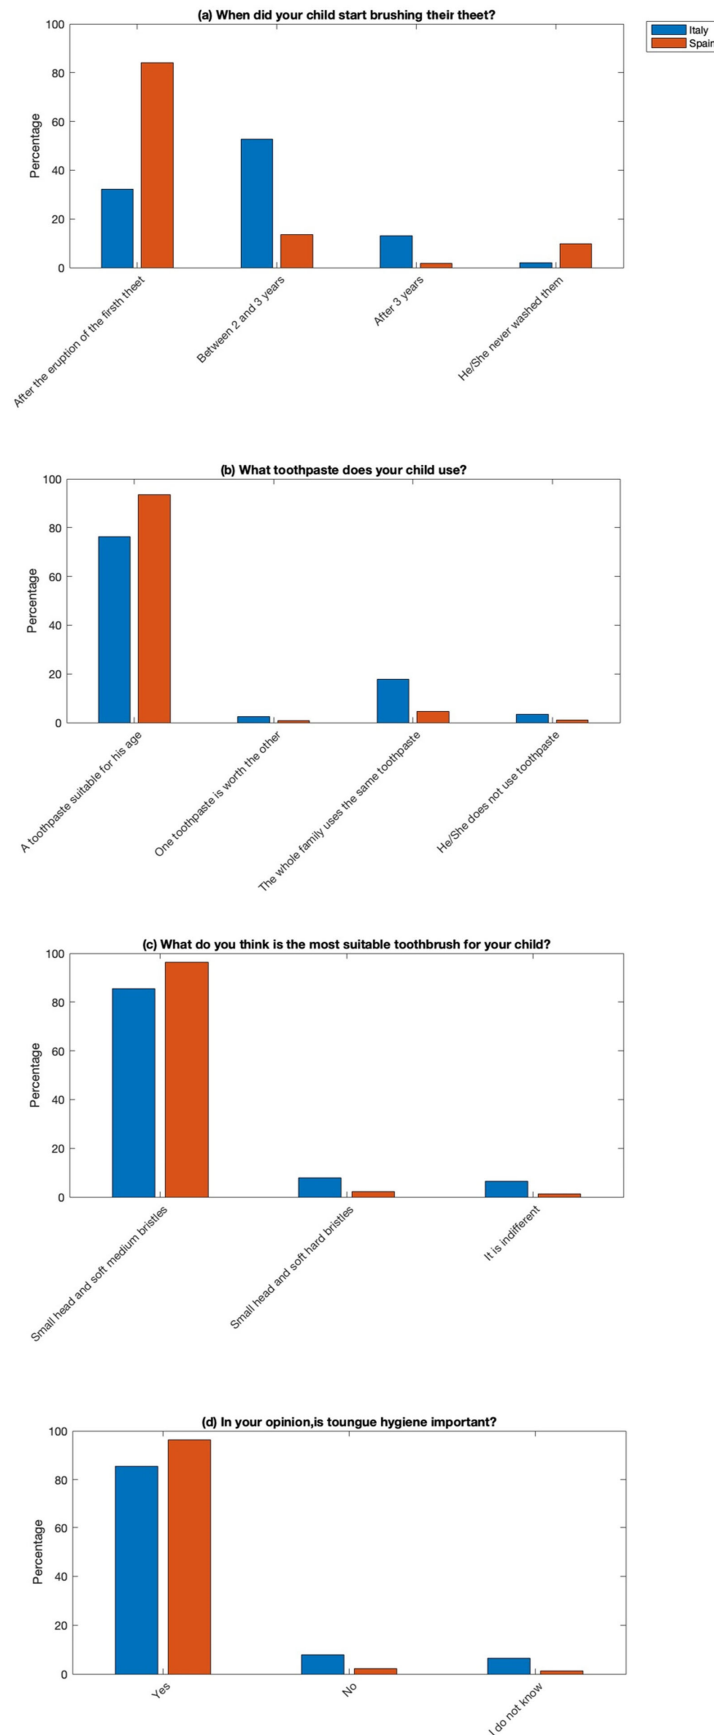 (a) When did your child start brushing their theet?
Italy
Spain
Percentage
100
80
60
40
20
0
After the eruption of the firsth theet
Between 2 and 3 years
After 3 years
He/She never washed them
(b) What toothpaste does your child use?
Percentage
100
80
60
40
20
0
A toothpaste suitable for his age
One toothpaste is worth the other
The whole family uses the same toothpaste
He/She does not use toothpaste
(c) What do you think is the most suitable toothbrush for your child?
Percentage
100
80
60
40
20
0
Small head and soft medium bristles
Small head and soft hard bristles
It is indifferent
(d) In your opinion,is toungue hygiene important?
Percentage
100
80
60
40
20
0
Yes
No
I do not know